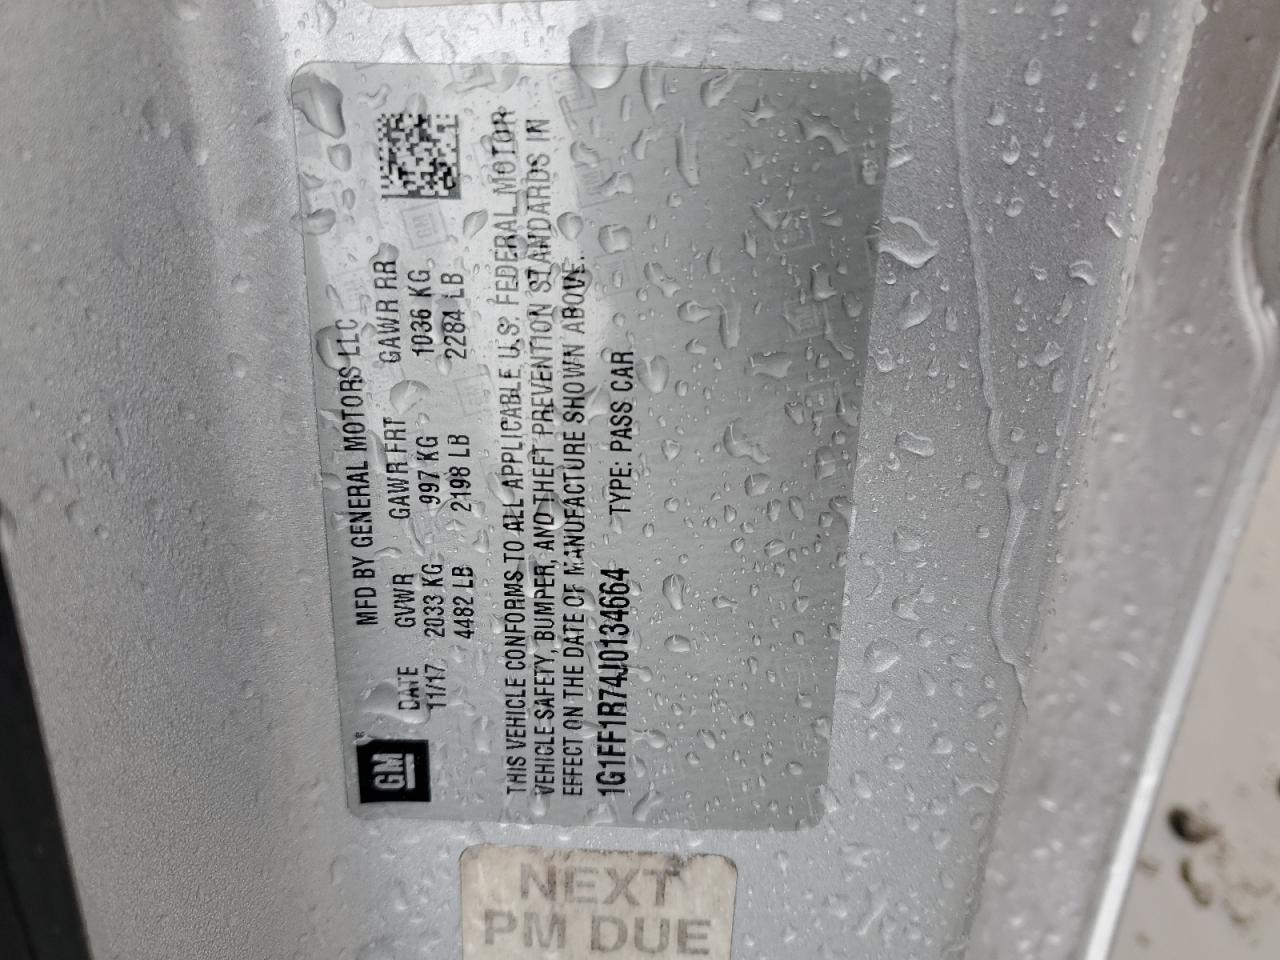 GM
MFD BY GENERAL MOTORS LLC
DATE GVWR GAWR FRT GAWR RR
11/17 2033 KG 997 KG 1036 KG
4482 LB 2198 LB 2284 LB
THIS VEHICLE CONFORMS TO ALL APPLICABLE U.S. FEDERAL MOTOR
VEHICLE SAFETY, BUMPER, AND THEFT PREVENTION STANDARDS IN
EFFECT ON THE DATE OF MANUFACTURE SHOWN ABOVE.
1G1FF1R74J0134664 TYPE: PASS CAR
NEXT
PM DUE